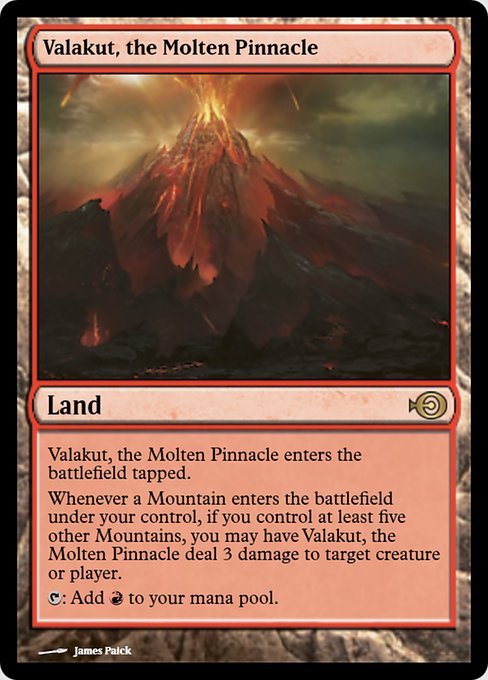 Valakut, the Molten Pinnacle
Land
Valakut, the Molten Pinnacle enters the
battlefield tapped.
Whenever a Mountain enters the battlefield
under your control, if you control at least five
other Mountains, you may have Valakut, the
Molten Pinnacle deal 3 damage to target creature
or player.
: Add to your mana pool.
James Paick